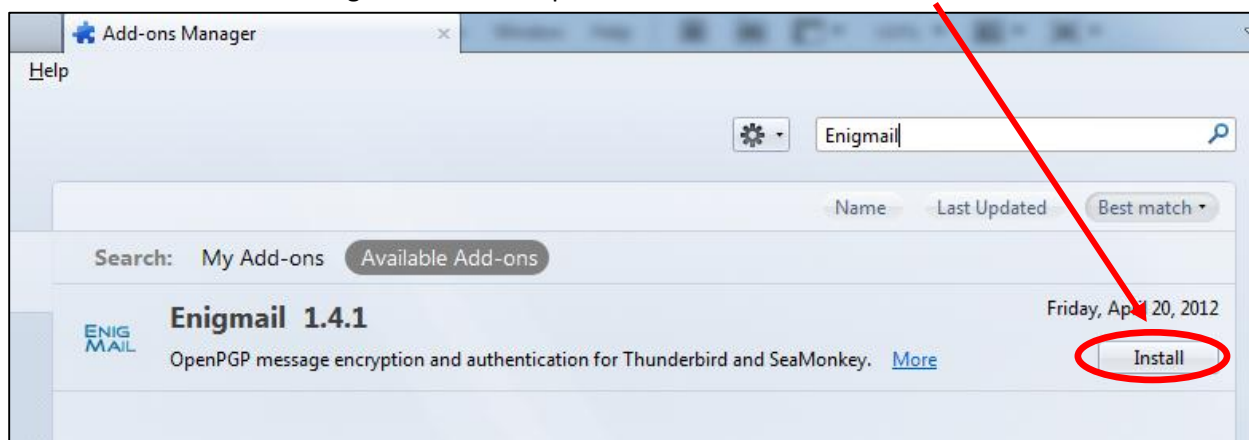 Add-ons Manager
Help
Enigmail
Name Last Updated Best match
Search: My Add-ons Available Add-ons
ENIG
MAIL
Enigmail 1.4.1
Friday, April 20, 2012
OpenPGP message encryption and authentication for Thunderbird and SeaMonkey. More
Install